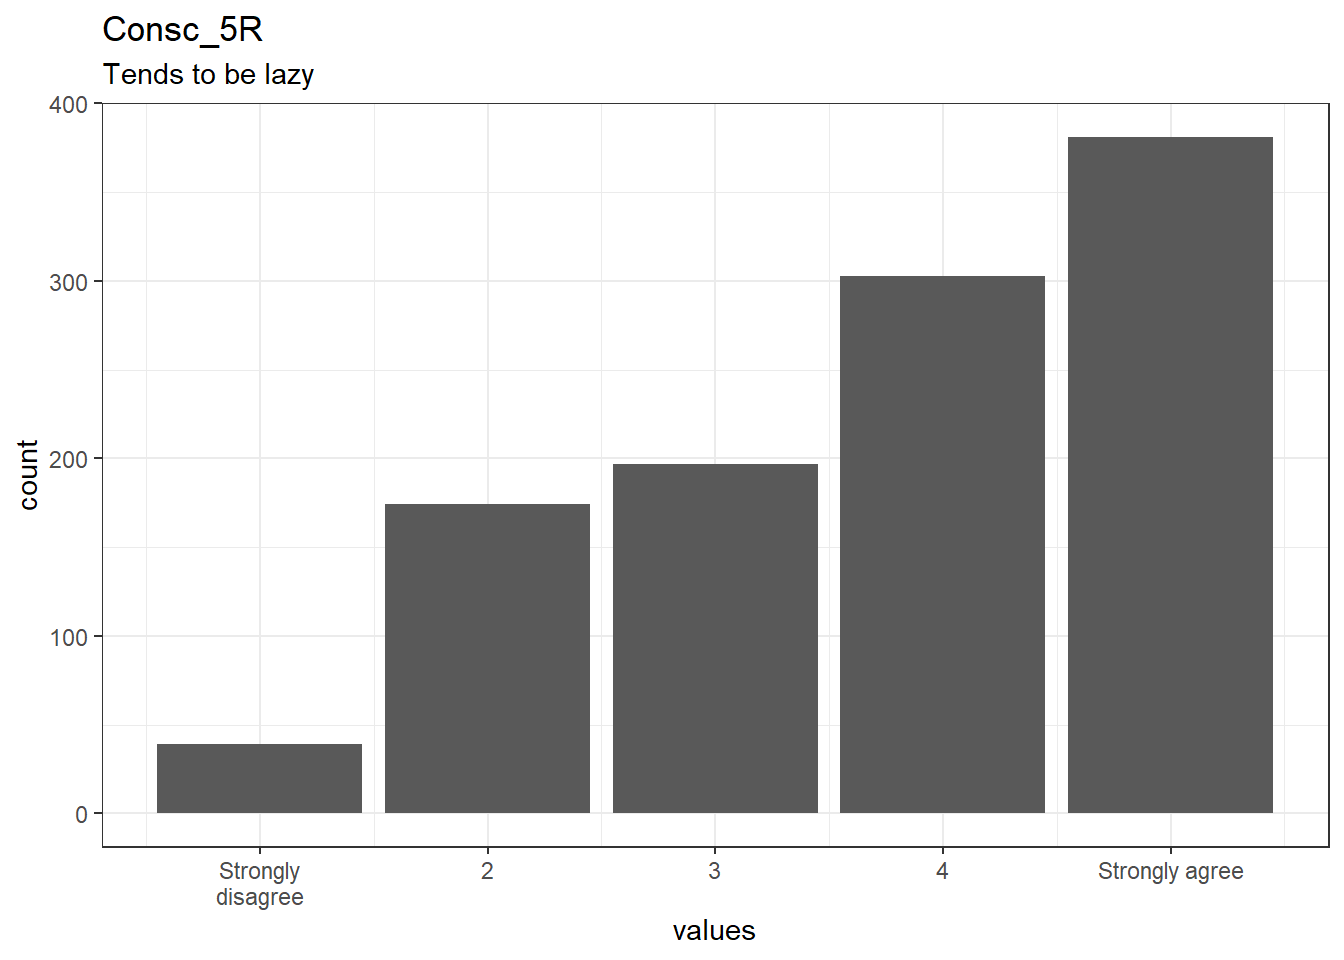 Consc_5R
Tends to be lazy
400
300
200
100
0
count
Strongly
disagree
2
3
4
Strongly agree
values